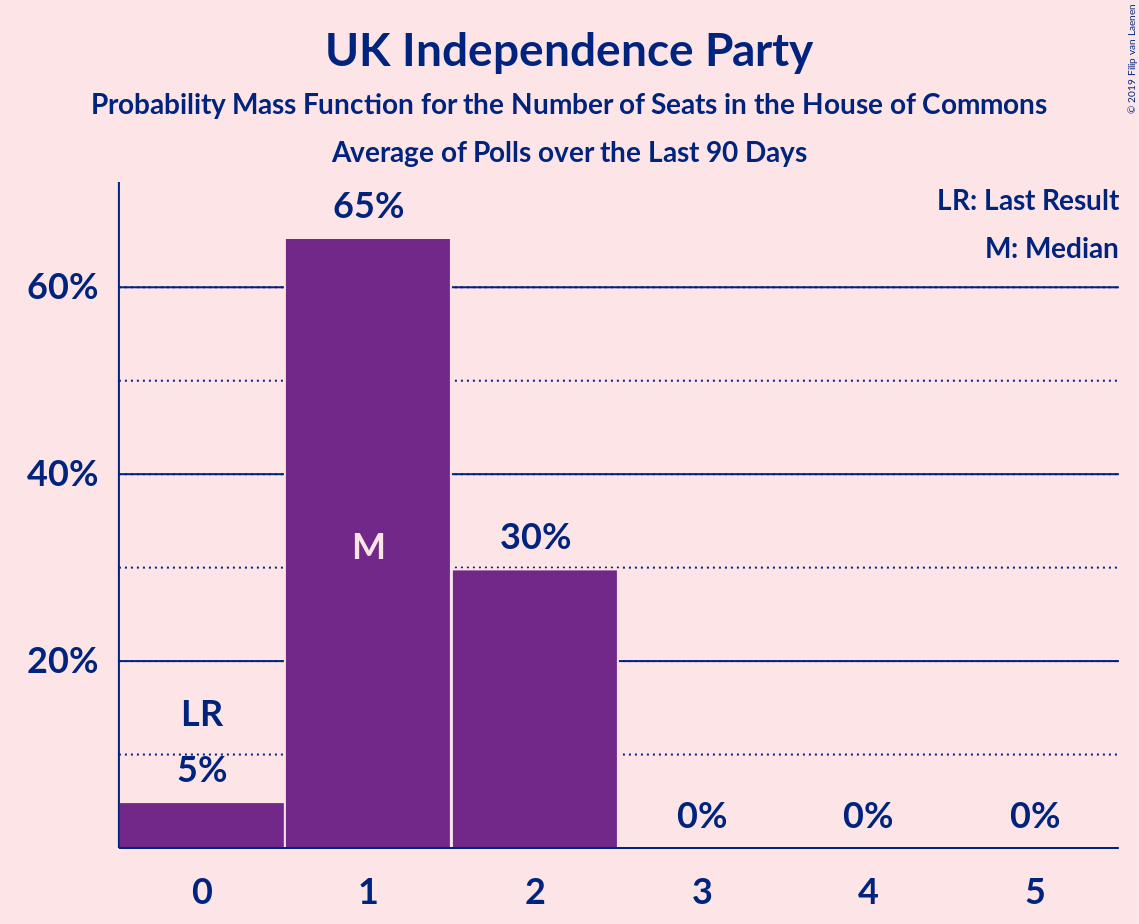 UK Independence Party
Probability Mass Function for the Number of Seats in the House of Commons
Average of Polls over the Last 90 Days
© 2019 Filip van Laenen
LR: Last Result
M: Median
65%
60%
40%
M
30%
20%
LR
5%
0%
0%
0%
0
1
2
3
4
5